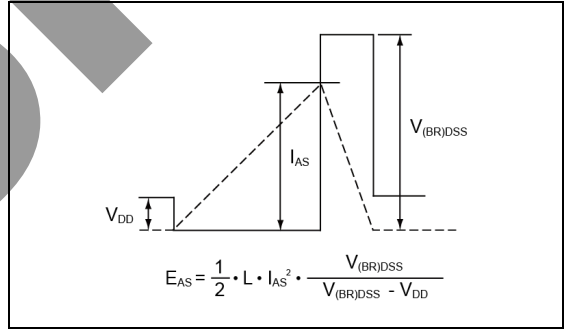 V(BR)DSS
IAS
VDD
EAS = 1/2 • L • IAS² • V(BR)DSS / V(BR)DSS - VDD